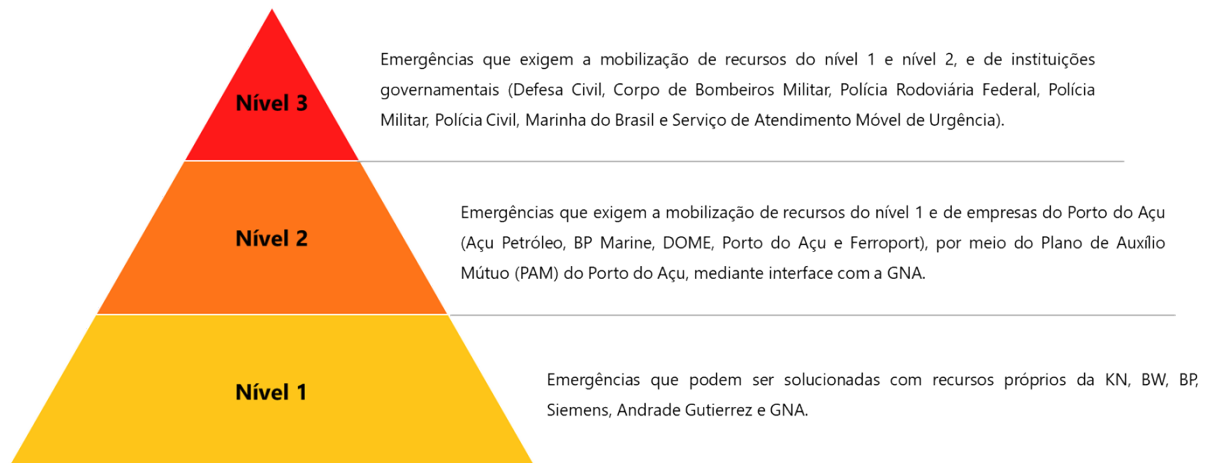 Nível 3
Emergências que exigem a mobilização de recursos do nível 1 e nível 2, e de instituições
governamentais (Defesa Civil, Corpo de Bombeiros Militar, Polícia Rodoviária Federal, Polícia
Militar, Polícia Civil, Marinha do Brasil e Serviço de Atendimento Móvel de Urgência).
Nível 2
Emergências que exigem a mobilização de recursos do nível 1 e de empresas do Porto do Açu
(Açu Petróleo, BP Marine, DOME, Porto do Açu e Ferroport), por meio do Plano de Auxílio
Mútuo (PAM) do Porto do Açu, mediante interface com a GNA.
Nível 1
Emergências que podem ser solucionadas com recursos próprios da KN, BW, BP,
Siemens, Andrade Gutierrez e GNA.